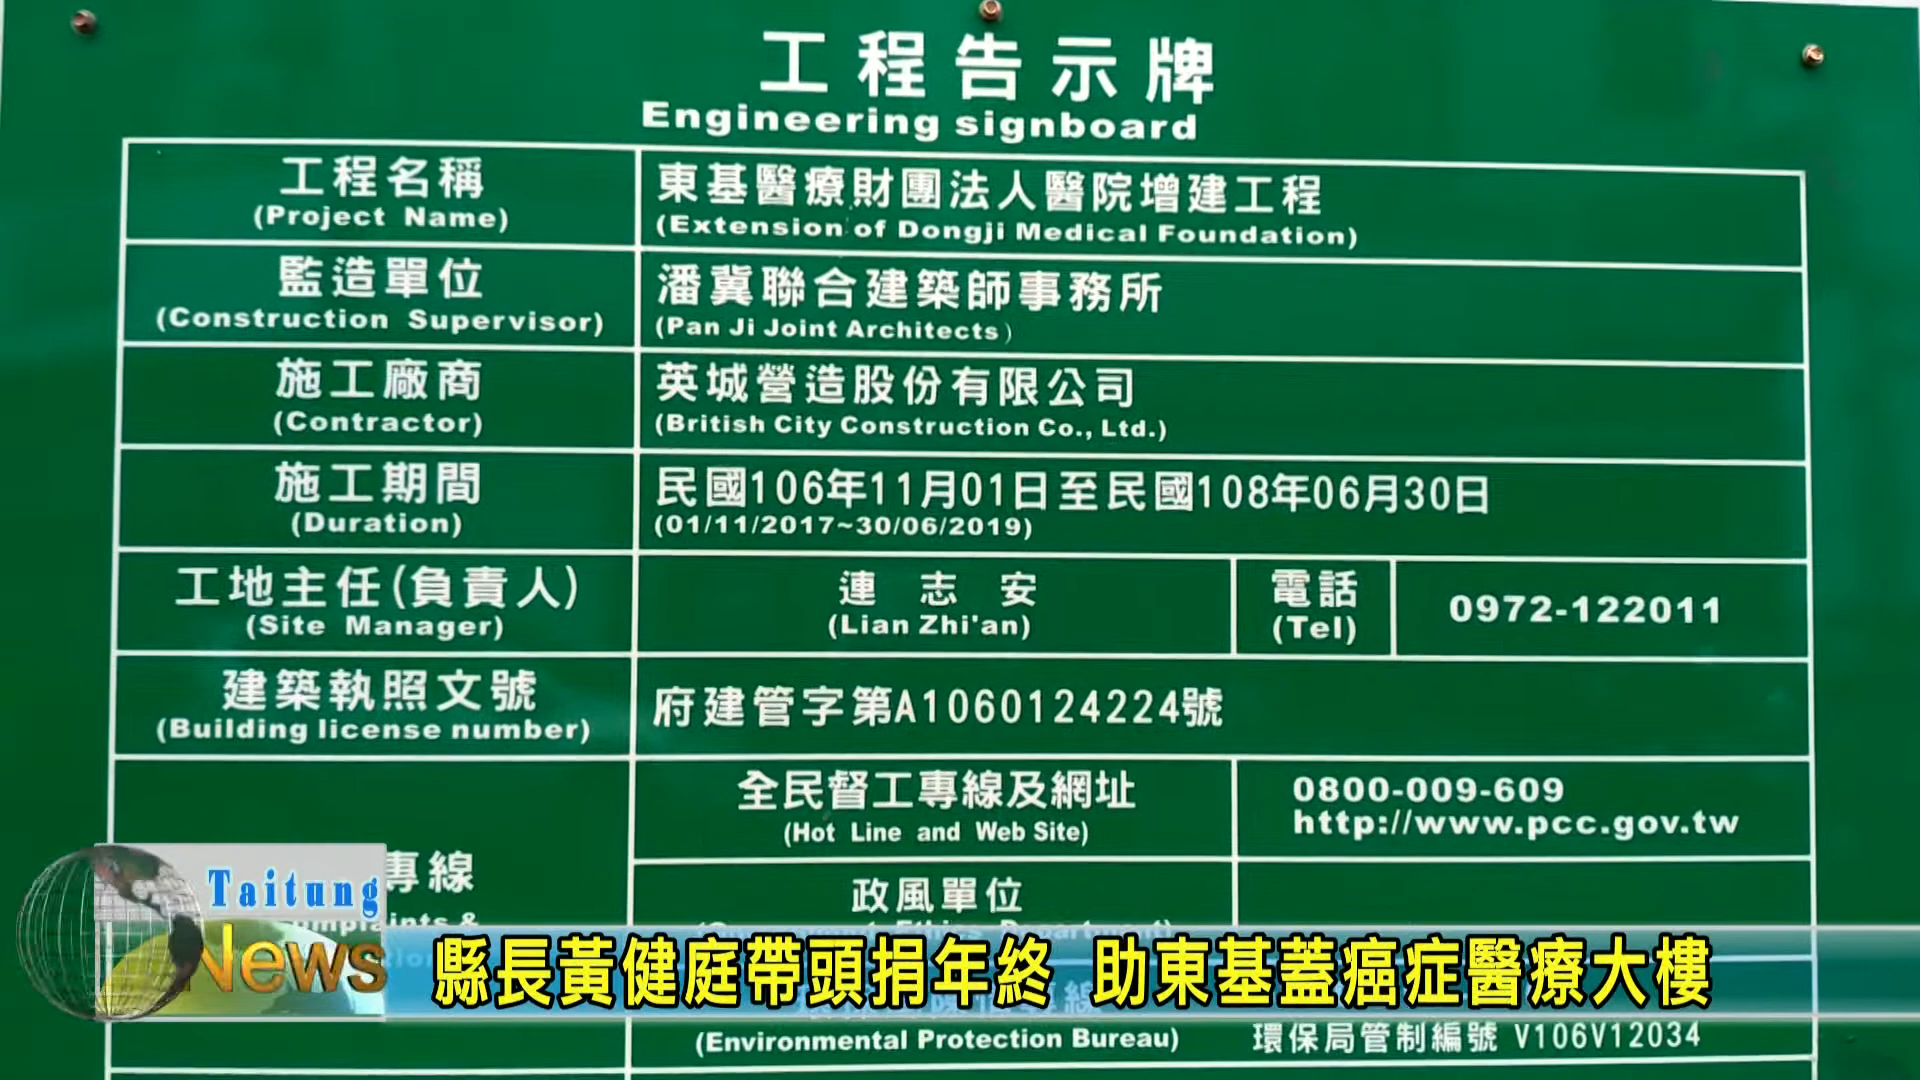 工程告示牌
Engineering signboard
工程名稱
(Project Name)
東基醫療財團法人醫院增建工程
(Extension of Dongji Medical Foundation)
監造單位
(Construction Supervisor)
潘冀聯合建築師事務所
(Pan Ji Joint Architects)
施工廠商
(Contractor)
英城營造股份有限公司
(British City Construction Co., Ltd.)
施工期間
(Duration)
民國106年11月01日至民國108年06月30日
(01/11/2017~30/06/2019)
工地主任(負責人)
(Site Manager)
連志安
(Lian Zhi'an)
電話
(Tel)
0972-122011
建築執照文號
(Building license number)
府建管字第A1060124224號
專線
全民督工專線及網址
(Hot Line and Web Site)
0800-009-609
http://www.pcc.gov.tw
政風單位
Taitung
News
縣長黃健庭帶頭捐年終 助東基蓋癌症醫療大樓
(Environmental Protection Bureau)
環保局管制編號 V106V12034